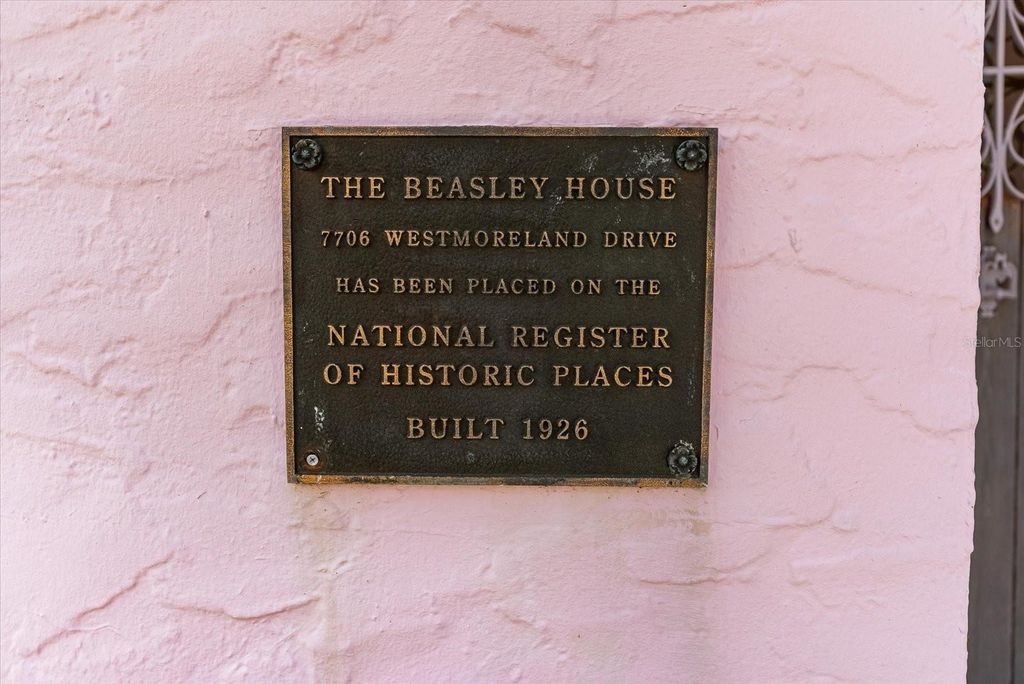 THE BEASLEY HOUSE
7706 WESTMORELAND DRIVE
HAS BEEN PLACED ON THE
NATIONAL REGISTER
OF HISTORIC PLACES
BUILT 1926
StellarMLS